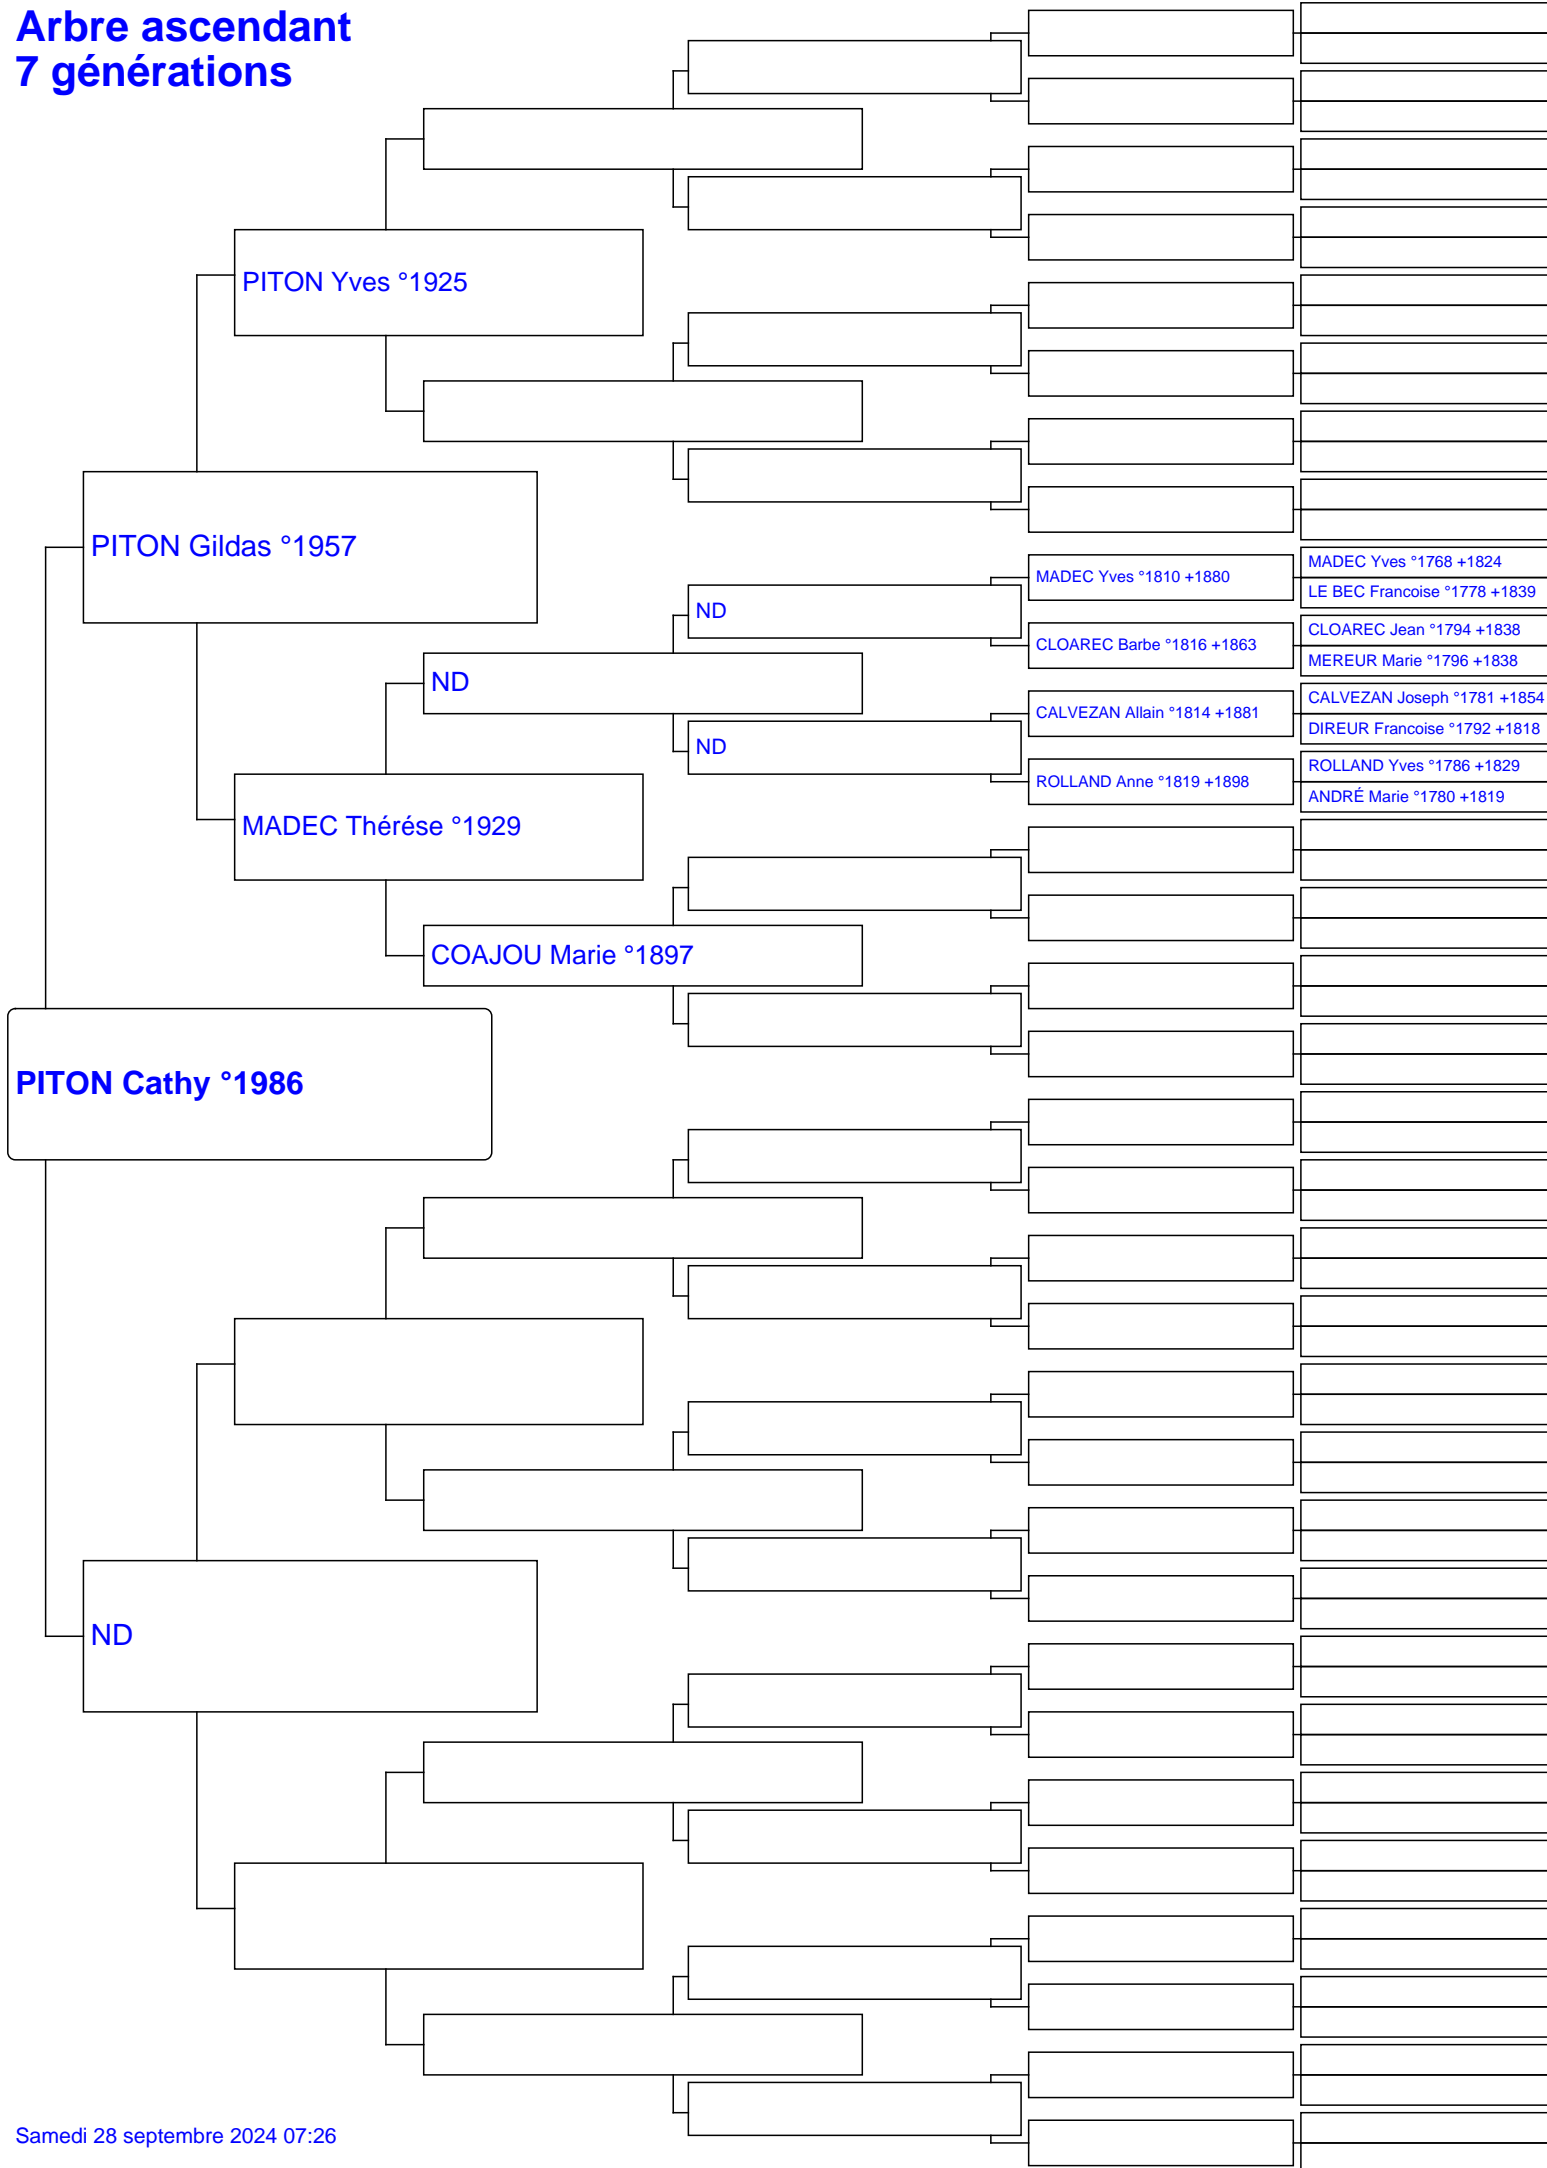 Arbre ascendant
7 générations
PITON Yves °1925
PITON Gildas °1957
MADEC Yves °1768 +1824
MADEC Yves °1810 +1880
LE BEC Francoise °1778 +1839
ND
CLOAREC Jean °1794 +1838
CLOAREC Barbe °1816 +1863
MEREUR Marie °1796 +1838
ND
CALVEZAN Joseph °1781 +1854
CALVEZAN Allain °1814 +1881
DIREUR Francoise °1792 +1818
ND
ROLLAND Yves °1786 +1829
ROLLAND Anne °1819 +1898
ANDRÉ Marie °1780 +1819
MADEC Thérése °1929
COAJOU Marie °1897
PITON Cathy °1986
ND
Samedi 28 septembre 2024 07:26